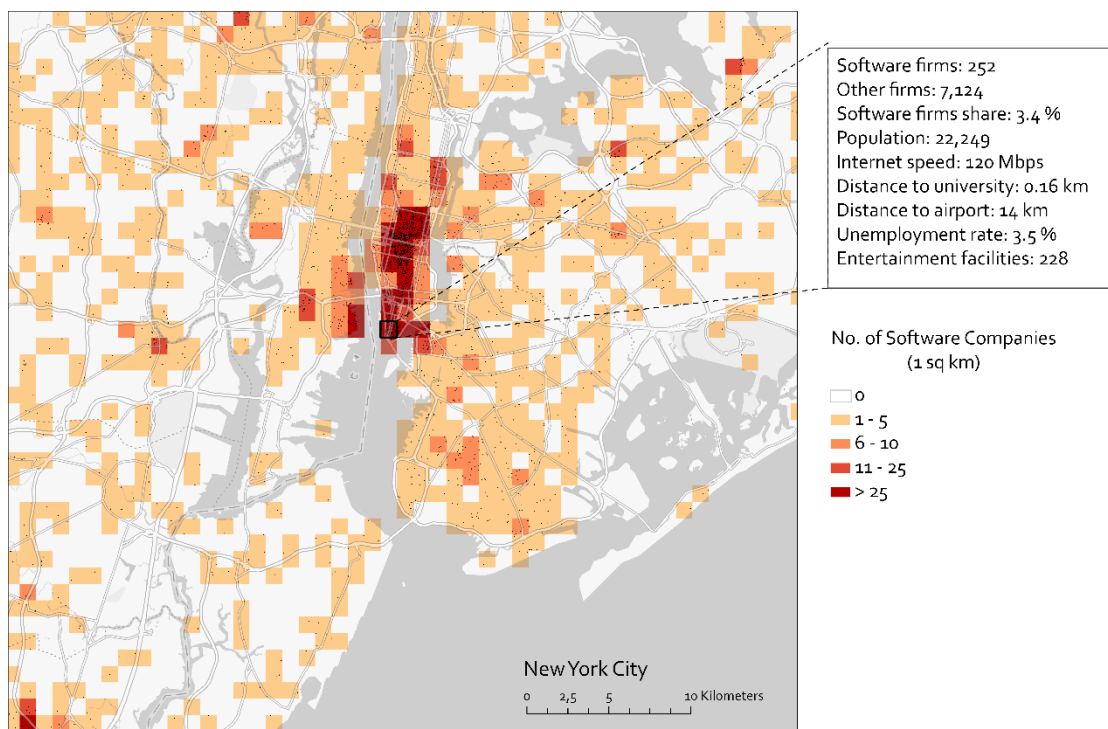 Software firms: 252
Other firms: 7,124
Software firms share: 3.4 %
Population: 22,249
Internet speed: 120 Mbps
Distance to university: 0.16 km
Distance to airport: 14 km
Unemployment rate: 3.5 %
Entertainment facilities: 228
No. of Software Companies
(1 sq km)
0
1 - 5
6 - 10
11 - 25
> 25
New York City
0 2,5 5 10 Kilometers